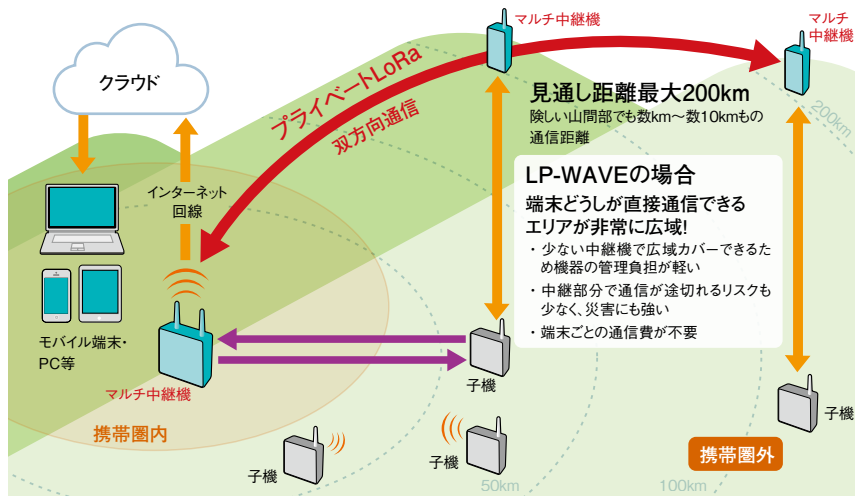 クラウド
インターネット
回線
モバイル端末・
PC等
マルチ中継機
携帯圏内
プライベートLoRa
双方向通信
マルチ中継機
マルチ
中継機
見通し距離最大200km
険しい山間部でも数km～数10kmもの
通信距離
200km
LP-WAVEの場合
端末どうしが直接通信できる
エリアが非常に広域!
・少ない中継機で広域カバーできるた
め機器の管理負担が軽い
・中継部分で通信が途切れるリスクも
少なく、災害にも強い
・端末ごとの通信費が不要
子機
子機
子機
子機
携帯圏外
50km
100km